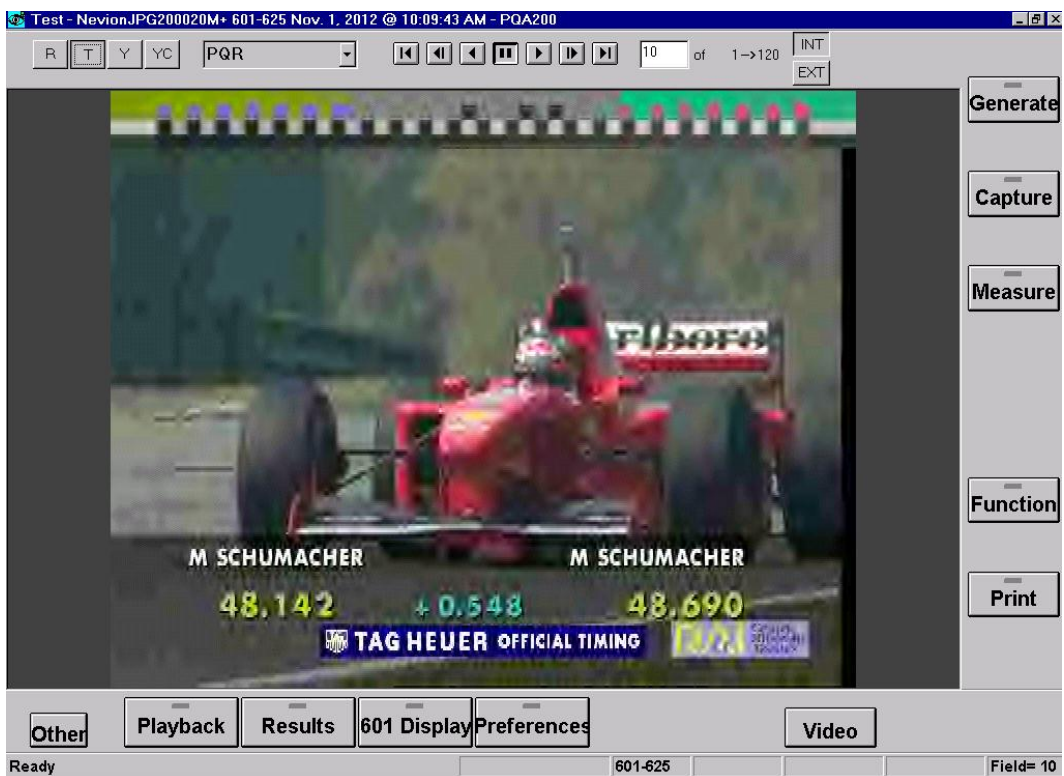 Test - NevionJPG200020M+ 601-625 Nov. 1, 2012 @ 10:09:43 AM - PQA200
R T Y YC PQR 10 of 1->120 INT
EXT
Generate
Capture
Measure
Function
Print
M SCHUMACHER M SCHUMACHER
48.142 + 0.548 48.690
TAG HEUER OFFICIAL TIMING
Other Playback Results 601 Display Preferences Video
Ready 601-625 Field= 10